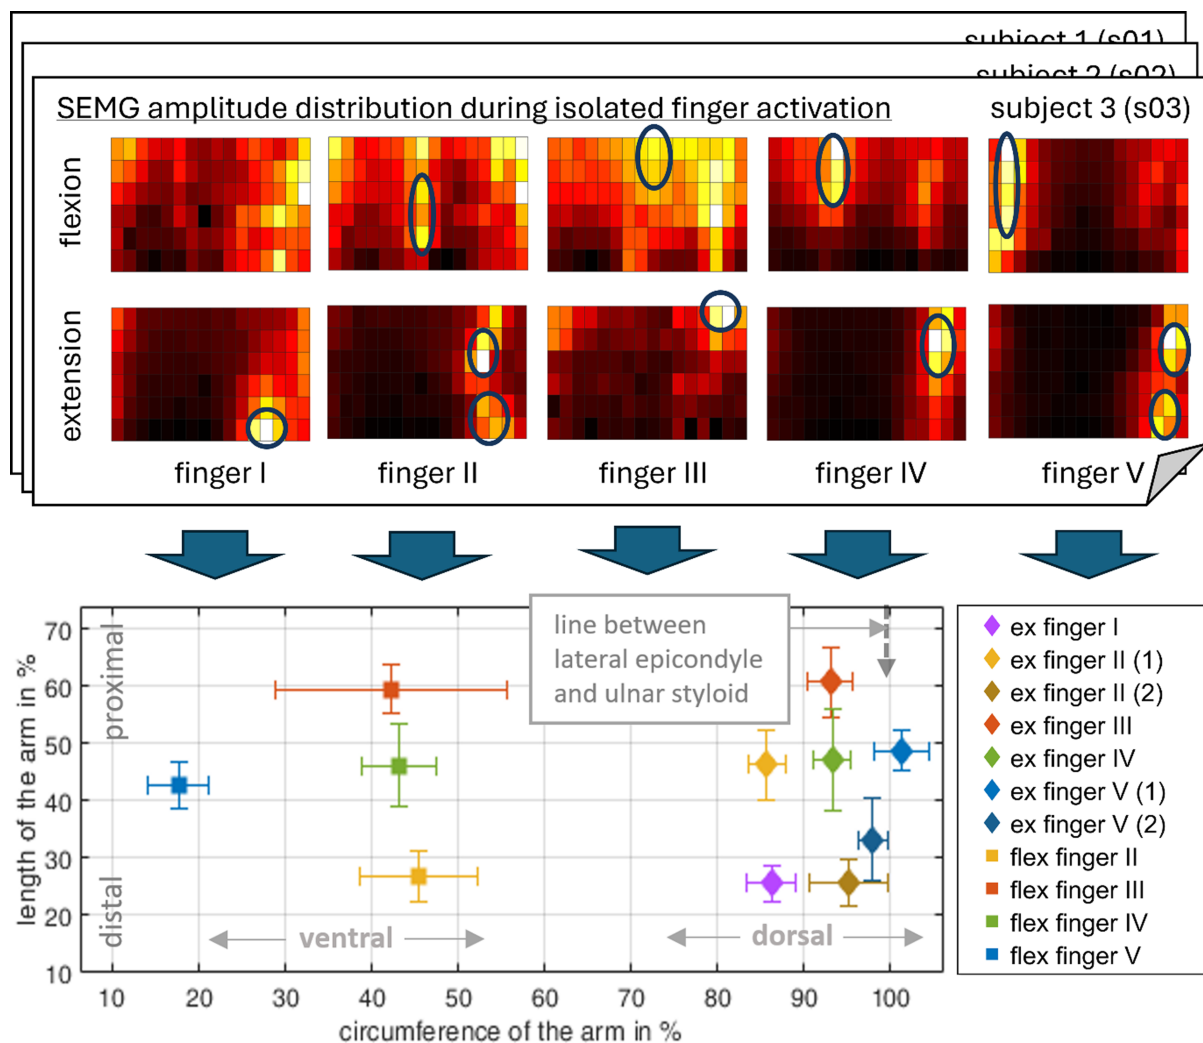 subject 1 (s01)
subject 2 (s02)
SEMG amplitude distribution during isolated finger activation
subject 3 (s03)
flexion
extension
finger I
finger II
finger III
finger IV
finger V
length of the arm in %
proximal
distal
70
60
50
40
30
20
10
line between
lateral epicondyle
and ulnar styloid
ventral
dorsal
10
20
30
40
50
60
70
80
90
100
circumference of the arm in %
ex finger I
ex finger II (1)
ex finger II (2)
ex finger III
ex finger IV
ex finger V (1)
ex finger V (2)
flex finger II
flex finger III
flex finger IV
flex finger V